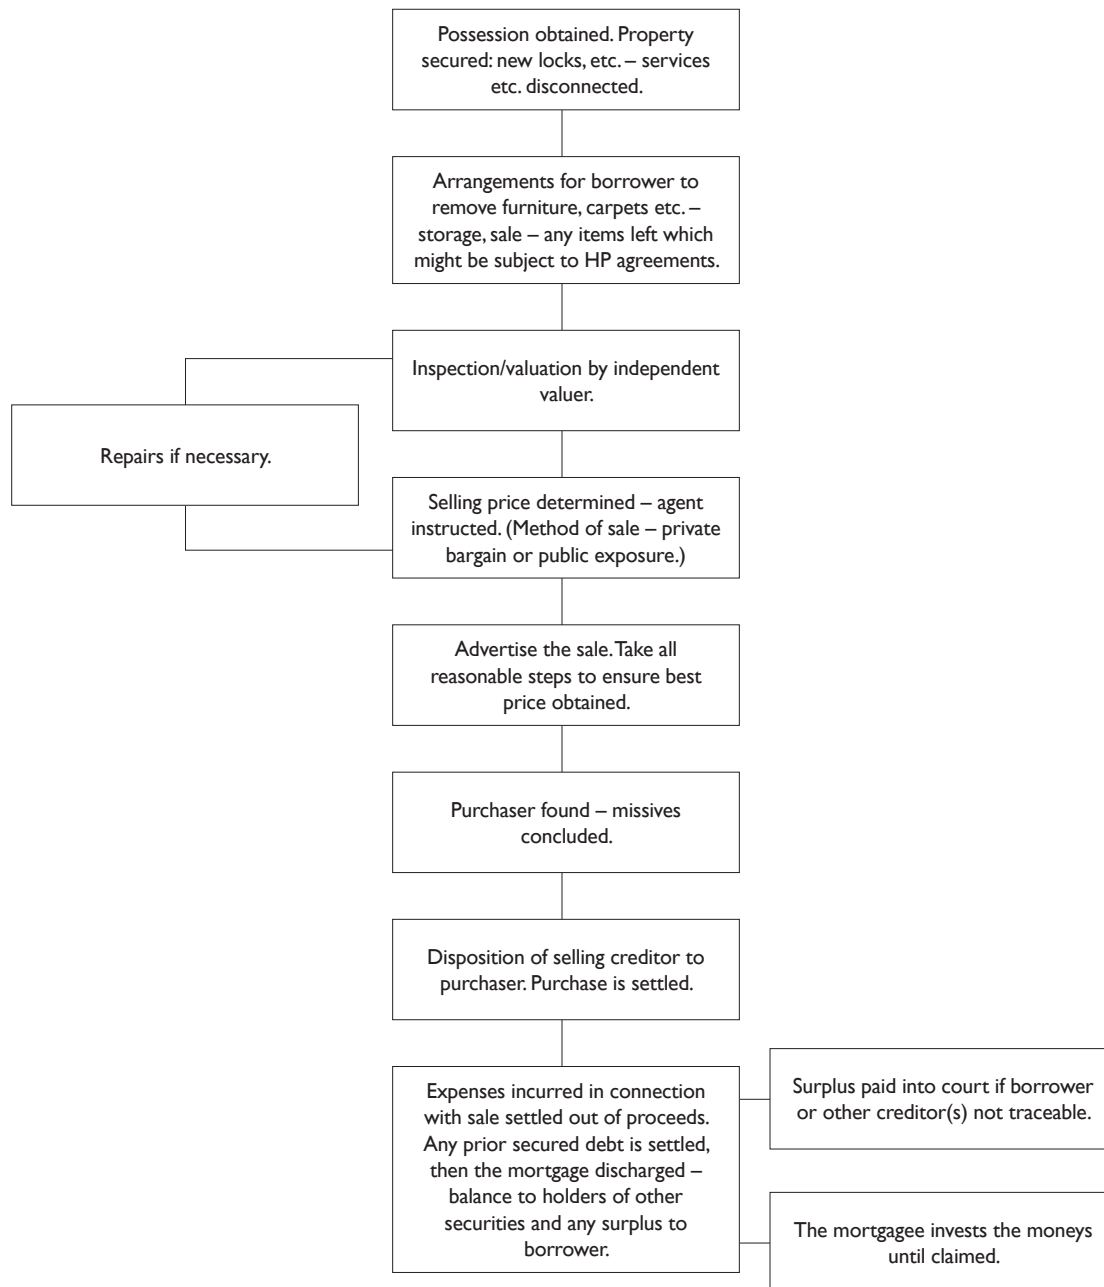 Possession obtained. Property
secured: new locks, etc. – services
etc. disconnected.
Arrangements for borrower to
remove furniture, carpets etc. –
storage, sale – any items left which
might be subject to HP agreements.
Inspection/valuation by independent
valuer.
Repairs if necessary.
Selling price determined – agent
instructed. (Method of sale – private
bargain or public exposure.)
Advertise the sale. Take all
reasonable steps to ensure best
price obtained.
Purchaser found – missives
concluded.
Disposition of selling creditor to
purchaser. Purchase is settled.
Expenses incurred in connection
with sale settled out of proceeds.
Any prior secured debt is settled,
then the mortgage discharged –
balance to holders of other
securities and any surplus to
borrower.
Surplus paid into court if borrower
or other creditor(s) not traceable.
The mortgagee invests the moneys
until claimed.